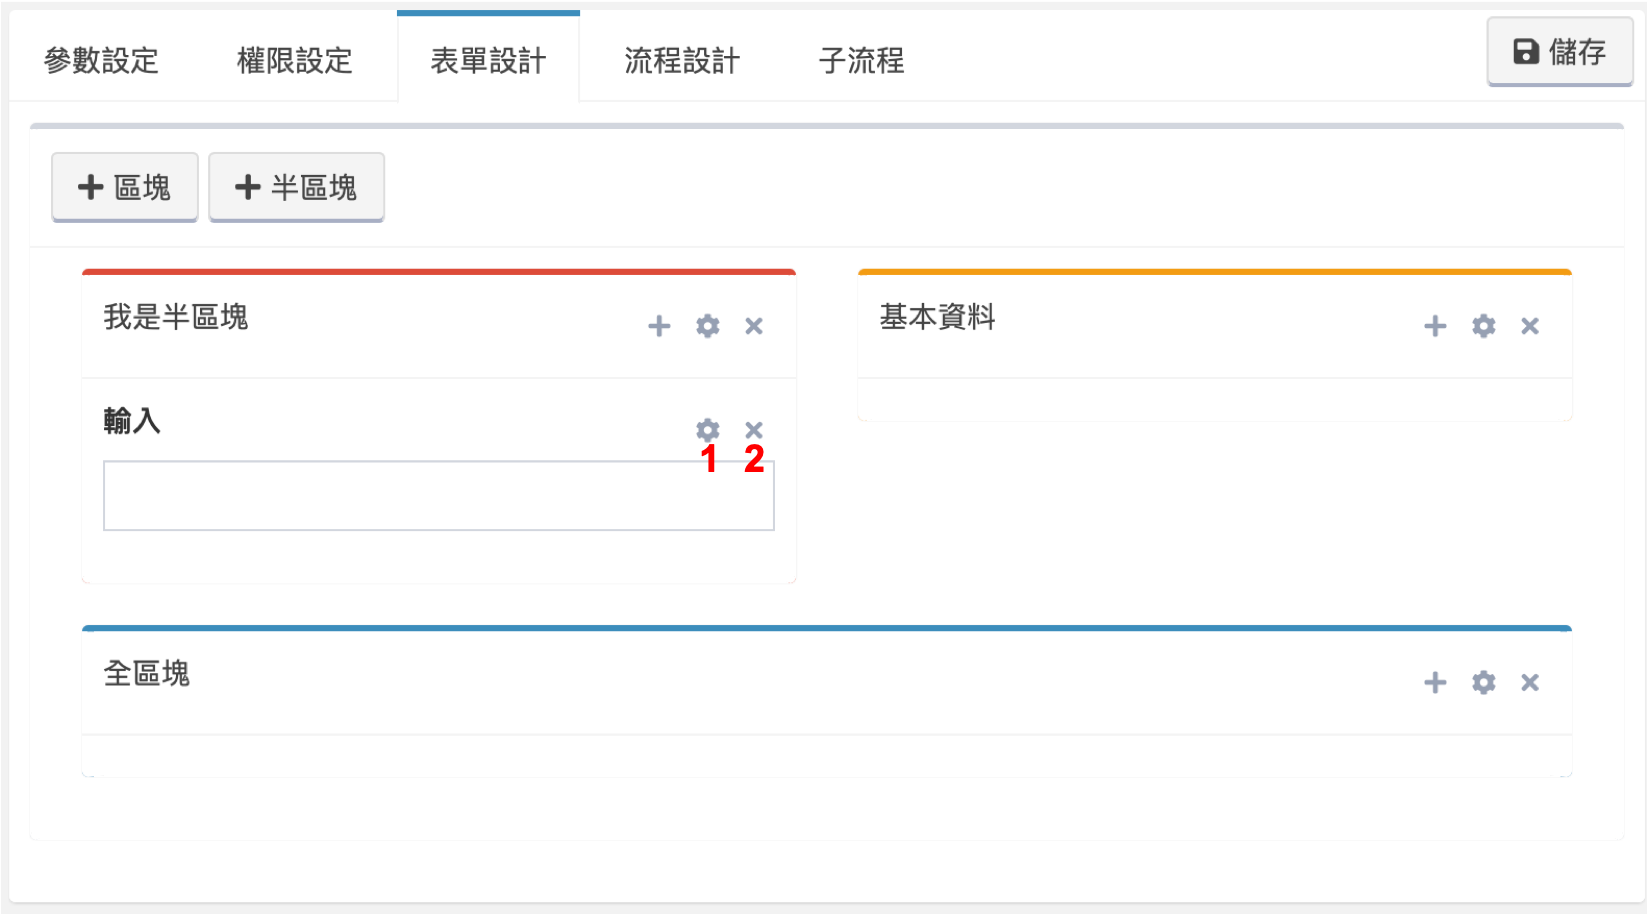 參數設定 權限設定 表單設計 流程設計 子流程 儲存
區塊 半區塊
我是半區塊 基本資料
輸入
1 2
全區塊